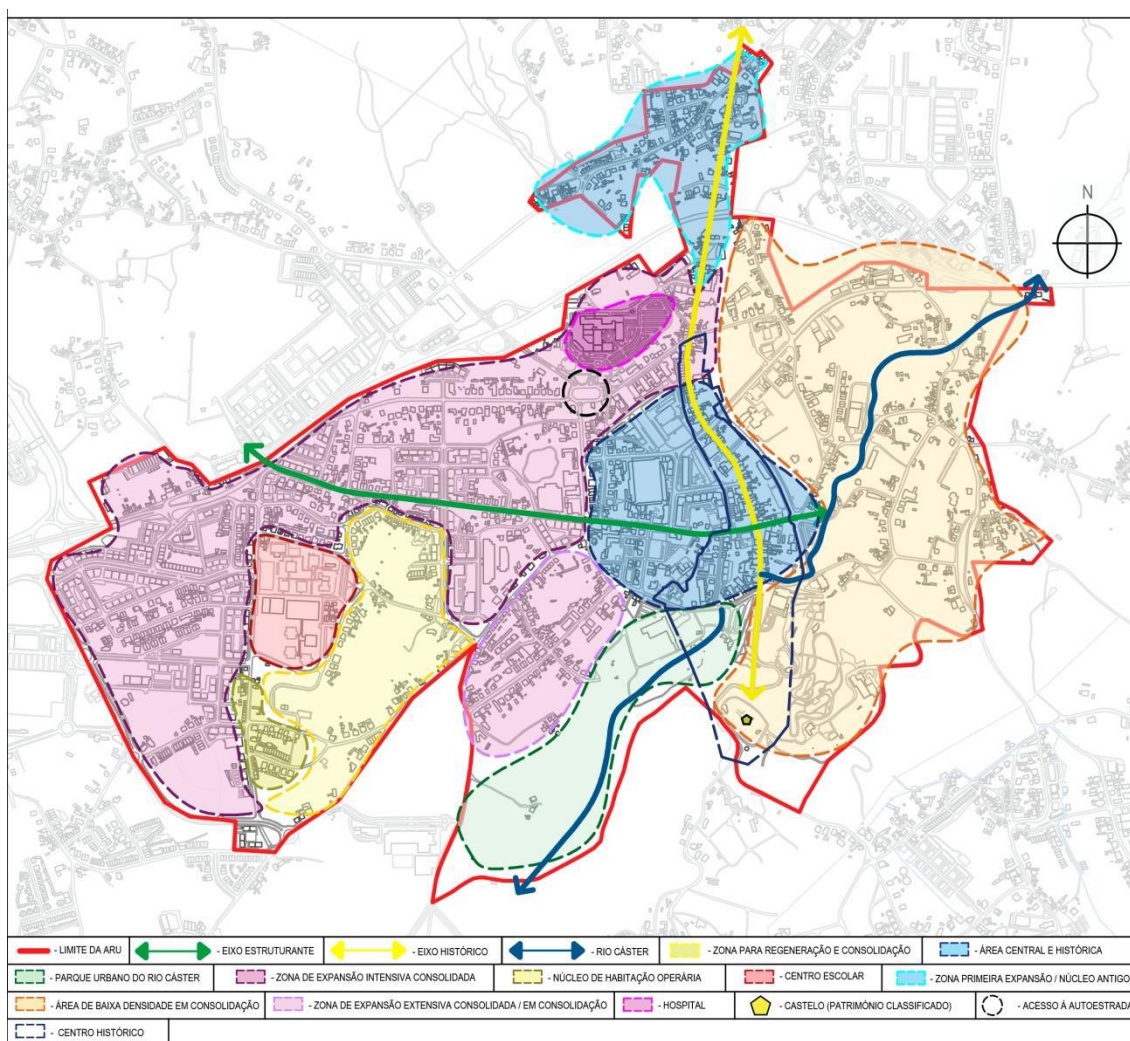 N
- LIMITE DA ARU - EIXO ESTRUTURANTE - EIXO HISTÓRICO - RIO CÁSTER - ZONA PARA REGENERAÇÃO E CONSOLIDAÇÃO - ÁREA CENTRAL E HISTÓRICA
- PARQUE URBANO DO RIO CÁSTER - ZONA DE EXPANSÃO INTENSIVA CONSOLIDADA - NÚCLEO DE HABITAÇÃO OPERÁRIA - CENTRO ESCOLAR - ZONA PRIMEIRA EXPANSÃO / NÚCLEO ANTIGO
- ÁREA DE BAIXA DENSIDADE EM CONSOLIDAÇÃO - ZONA DE EXPANSÃO EXTENSIVA CONSOLIDADA / EM CONSOLIDAÇÃO - HOSPITAL - CASTELO (PATRIMÓNIO CLASSIFICADO) - ACESSO À AUTOESTRADA
- CENTRO HISTÓRICO